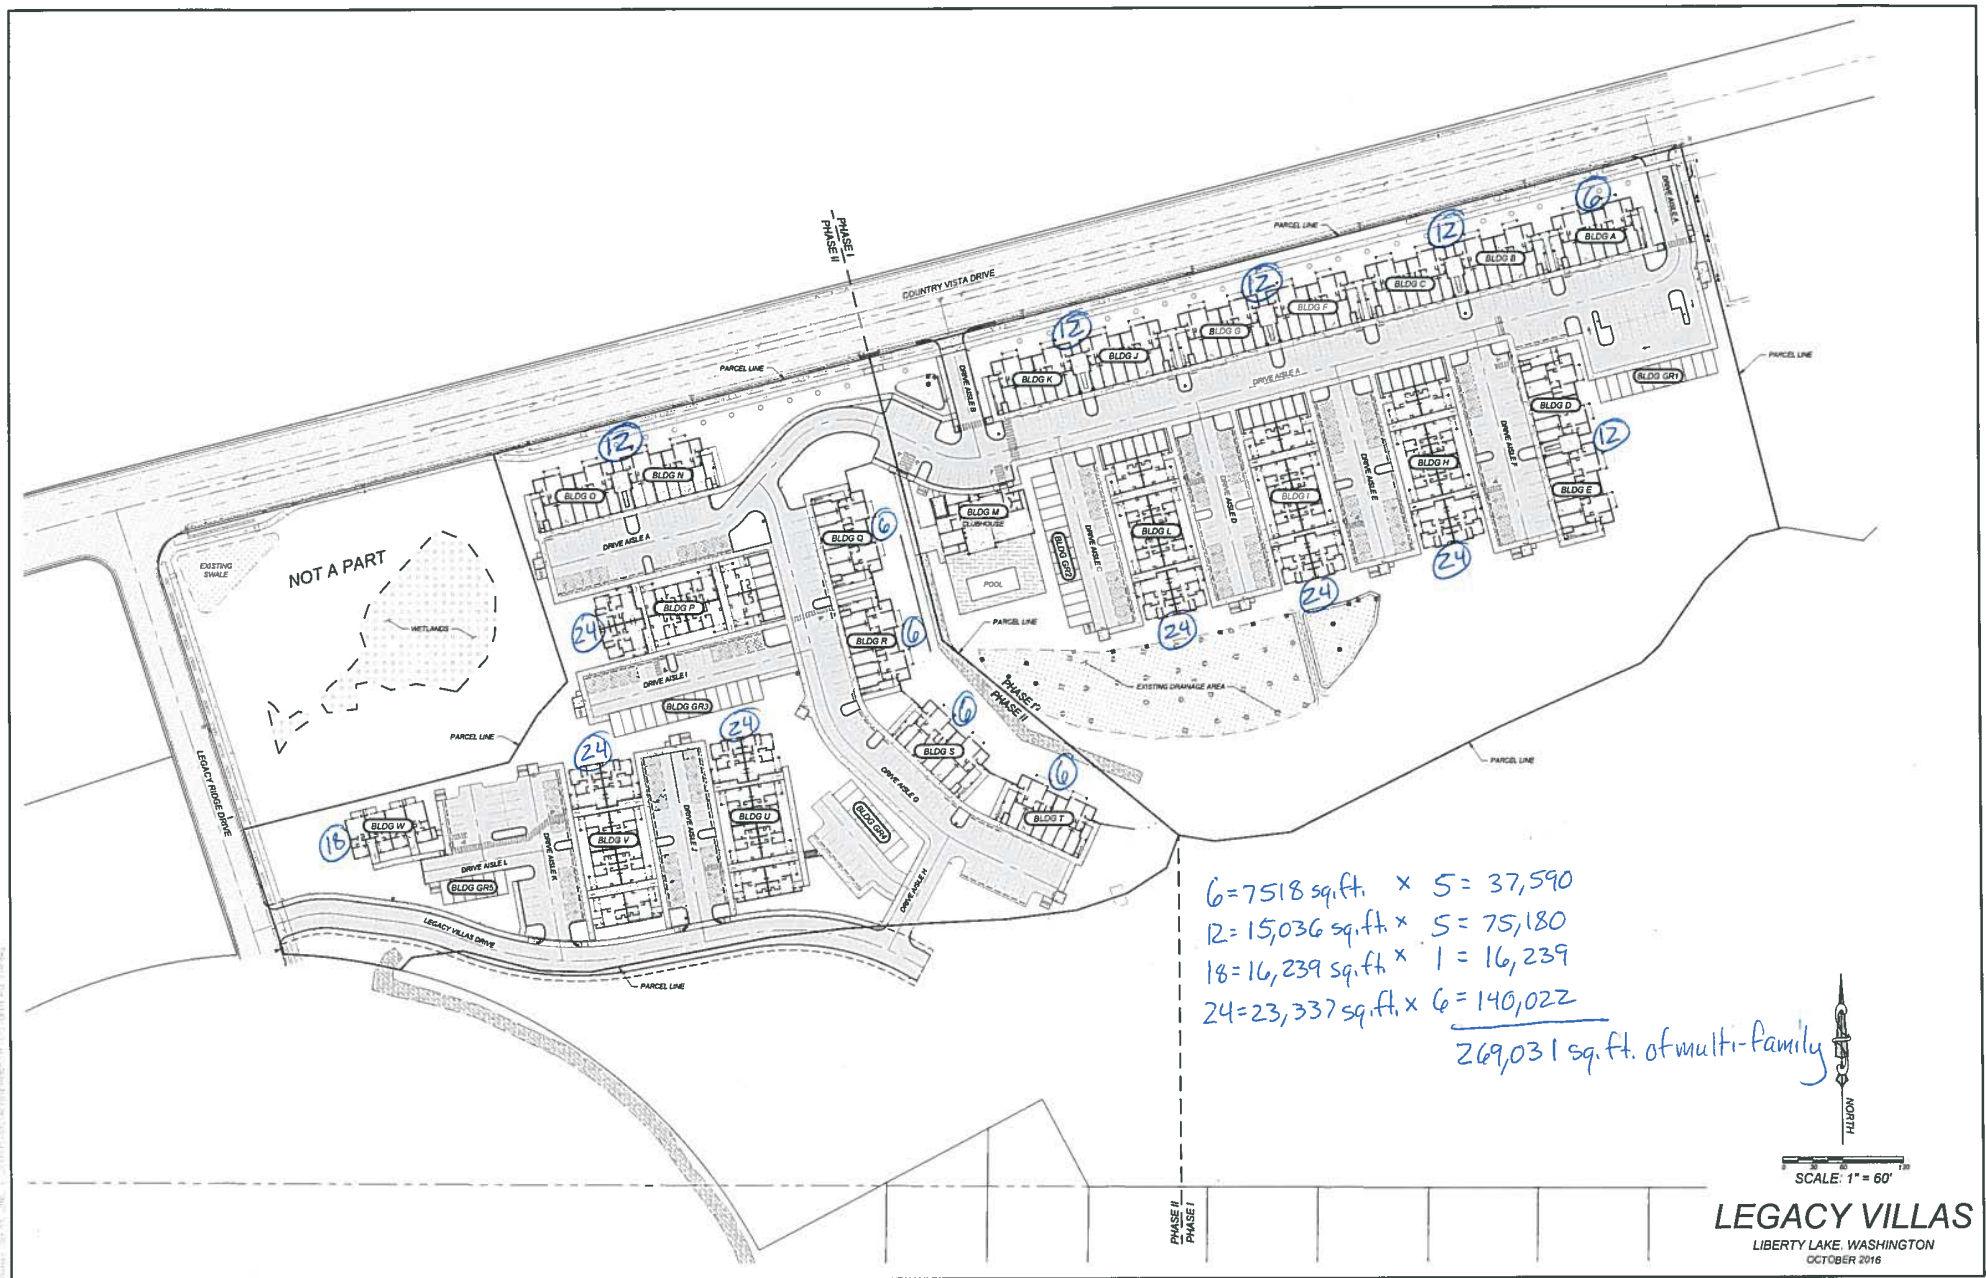 PHASE I
PHASE II
COUNTRY VISTA DRIVE
PARCEL LINE
PARCEL LINE
DRIVE AISLE A
6
BLDG A
12
BLDG B
BLDG C
12
BLDG F
BLDG G
12
BLDG J
BLDG K
DRIVE AISLE B
DRIVE AISLE A
PARCEL LINE
BLDG GR1
BLDG D
12
BLDG E
DRIVE AISLE F
BLDG H
24
DRIVE AISLE E
BLDG I
24
DRIVE AISLE D
BLDG L
24
DRIVE AISLE C
BLDG GR2
BLDG M
CLUBHOUSE
POOL
PARCEL LINE
EXISTING DRAINAGE AREA
PHASE I
PHASE II
PARCEL LINE
12
BLDG O
BLDG N
DRIVE AISLE A
BLDG Q
6
24
BLDG P
BLDG R
6
DRIVE AISLE I
BLDG GR3
EXISTING
SWALE
NOT A PART
WETLANDS
PARCEL LINE
LEGACY RIDGE DRIVE
24
24
BLDG S
6
BLDG T
6
DRIVE AISLE G
BLDG GR4
DRIVE AISLE H
BLDG U
DRIVE AISLE J
BLDG V
DRIVE AISLE K
18
BLDG W
DRIVE AISLE L
BLDG GR5
LEGACY VILLAS DRIVE
PARCEL LINE
6=7518 sq.ft. × 5= 37,590
12=15,036 sq.ft. × 5= 75,180
18=16,239 sq.ft. × 1= 16,239
24=23,337 sq.ft. × 6= 140,022
269,031 sq.ft. of multi-family
NORTH
0 30 60 120
SCALE: 1" = 60'
PHASE II
PHASE I
LEGACY VILLAS
LIBERTY LAKE, WASHINGTON
OCTOBER 2016